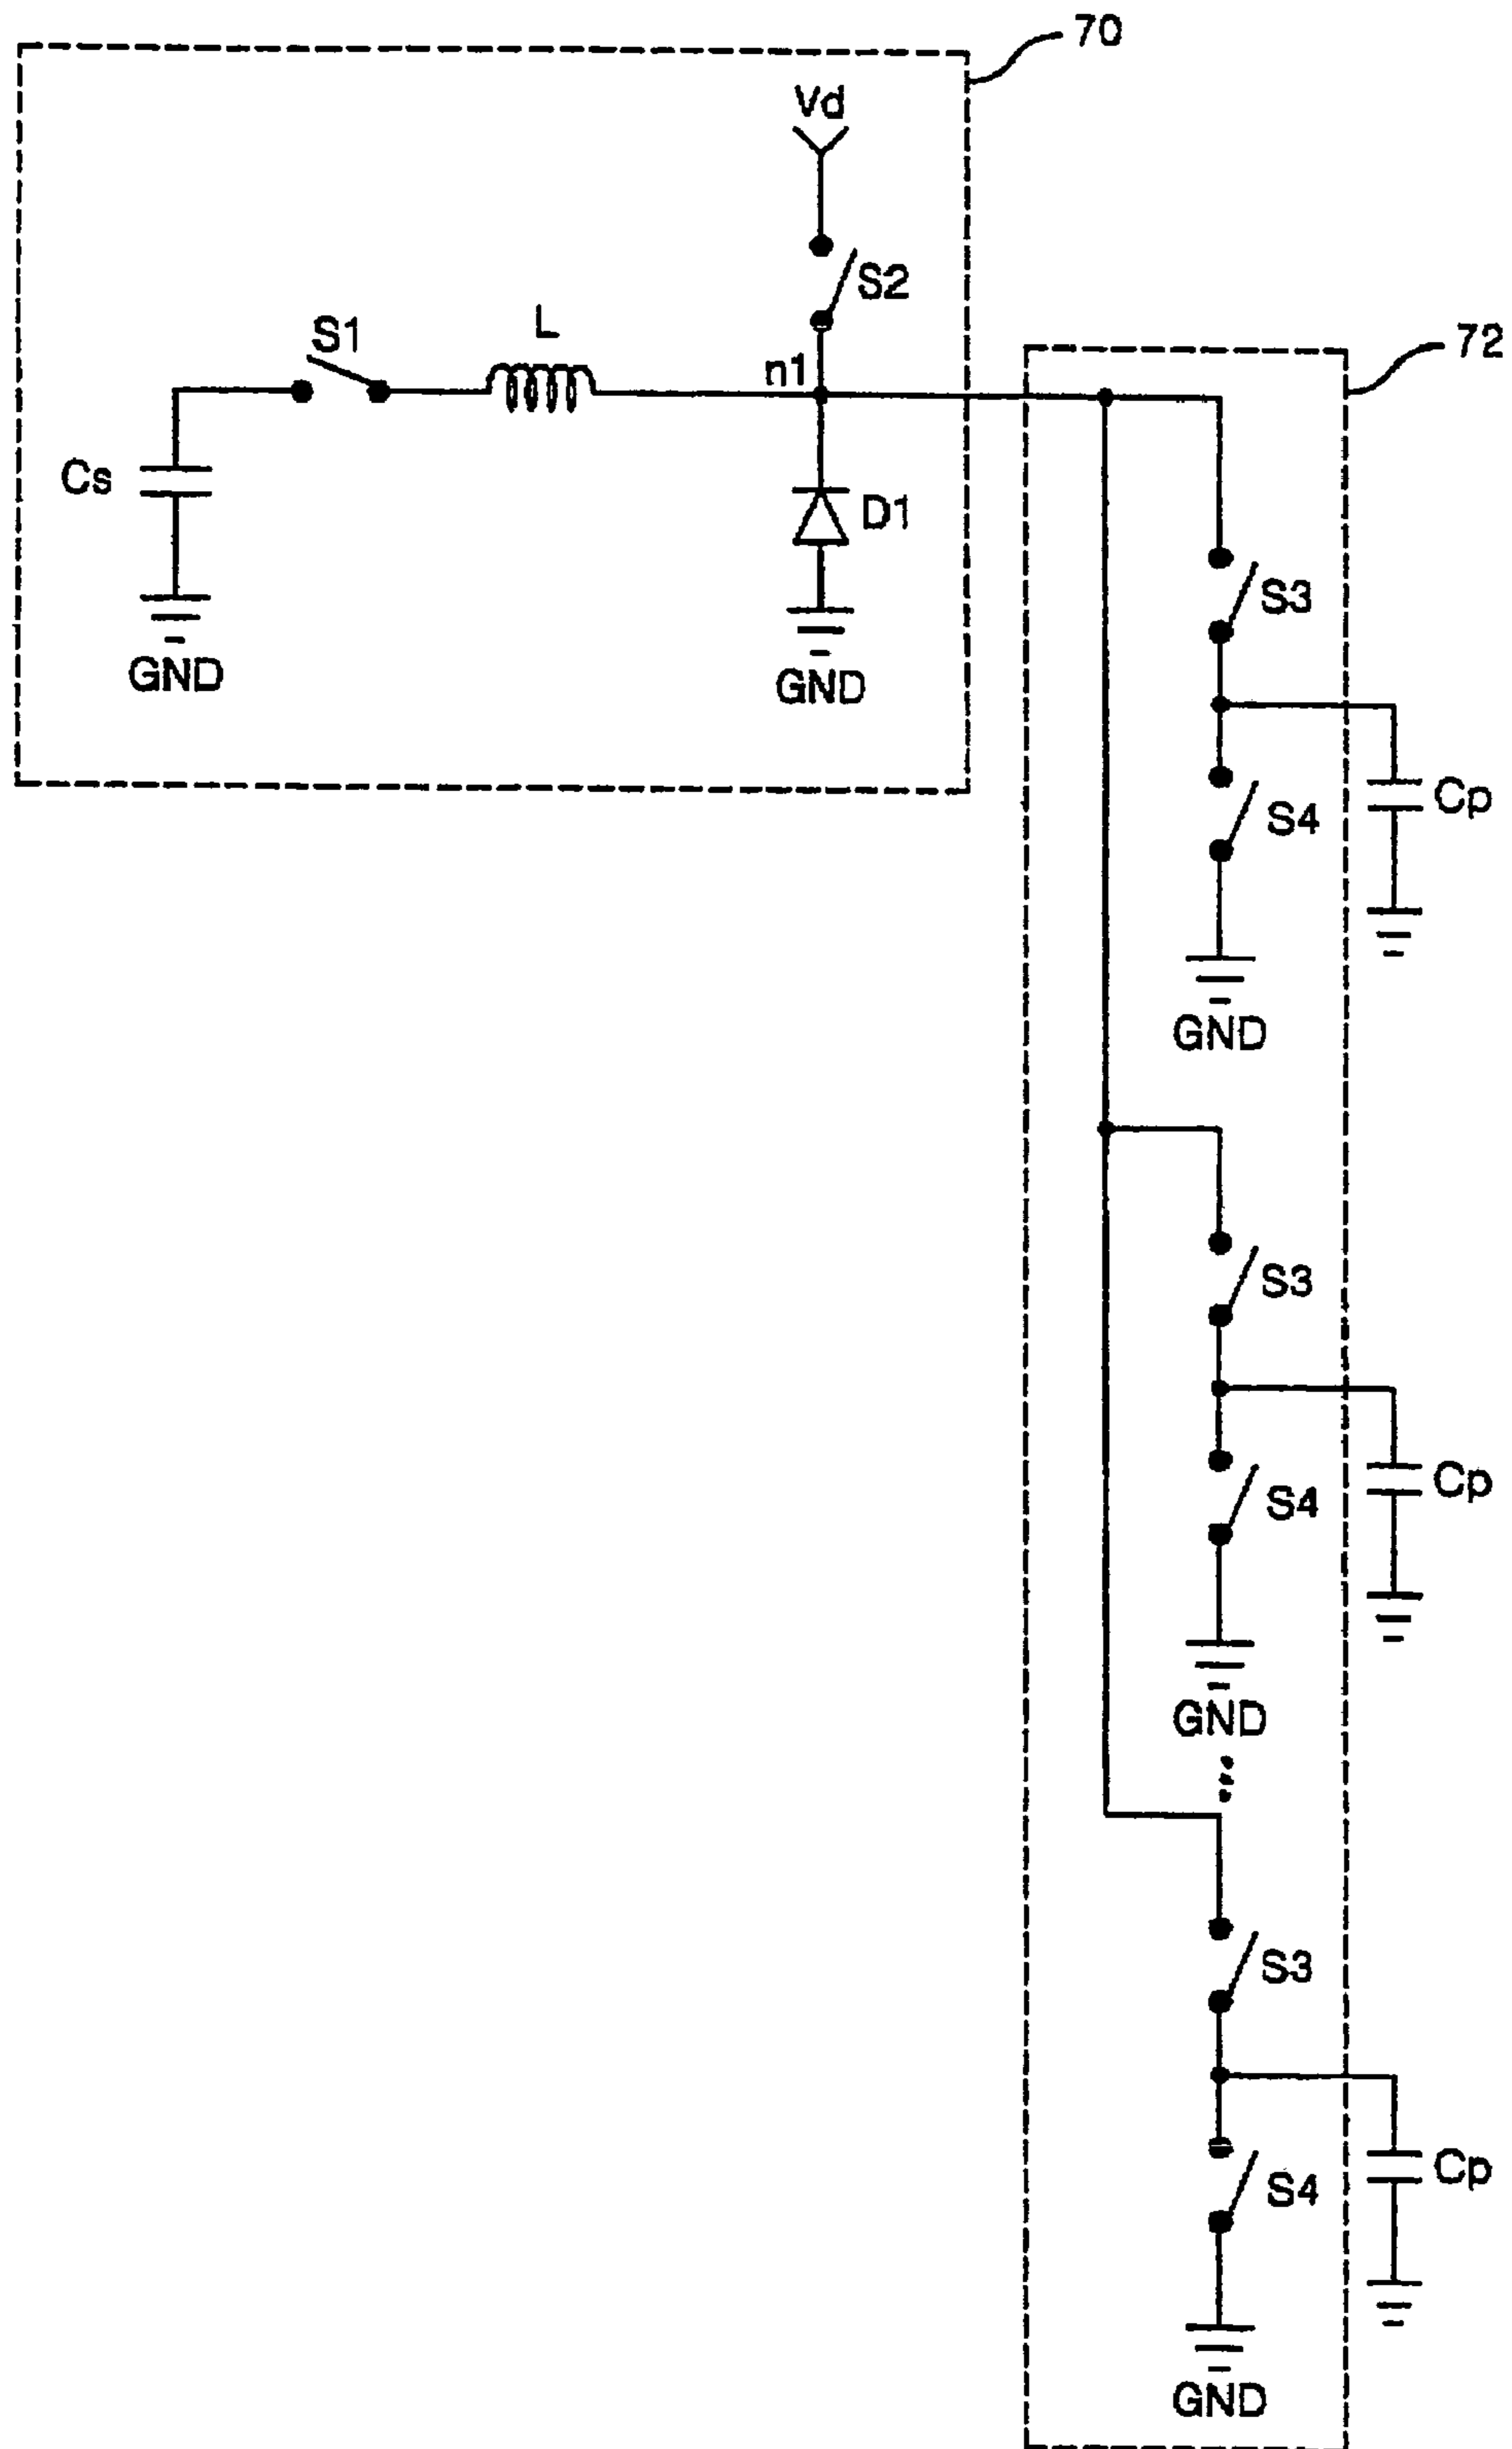 70
Vd
S2
S1
L
n1
72
Cs
D1
GND
GND
S3
S4
Cp
GND
S3
S4
Cp
GND
S3
S4
Cp
GND